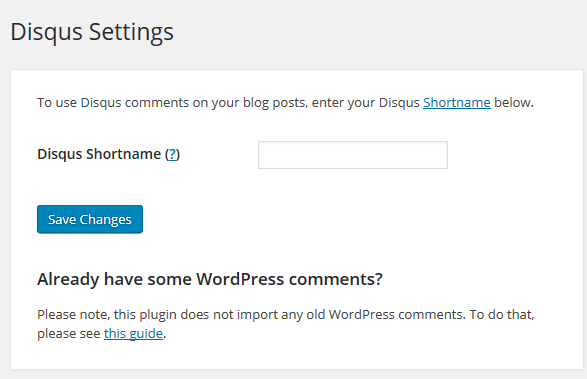 Disqus Settings
To use Disqus comments on your blog posts, enter your Disqus Shortname below.
Disqus Shortname (?)
Save Changes
Already have some WordPress comments?
Please note, this plugin does not import any old WordPress comments. To do that,
please see this guide.